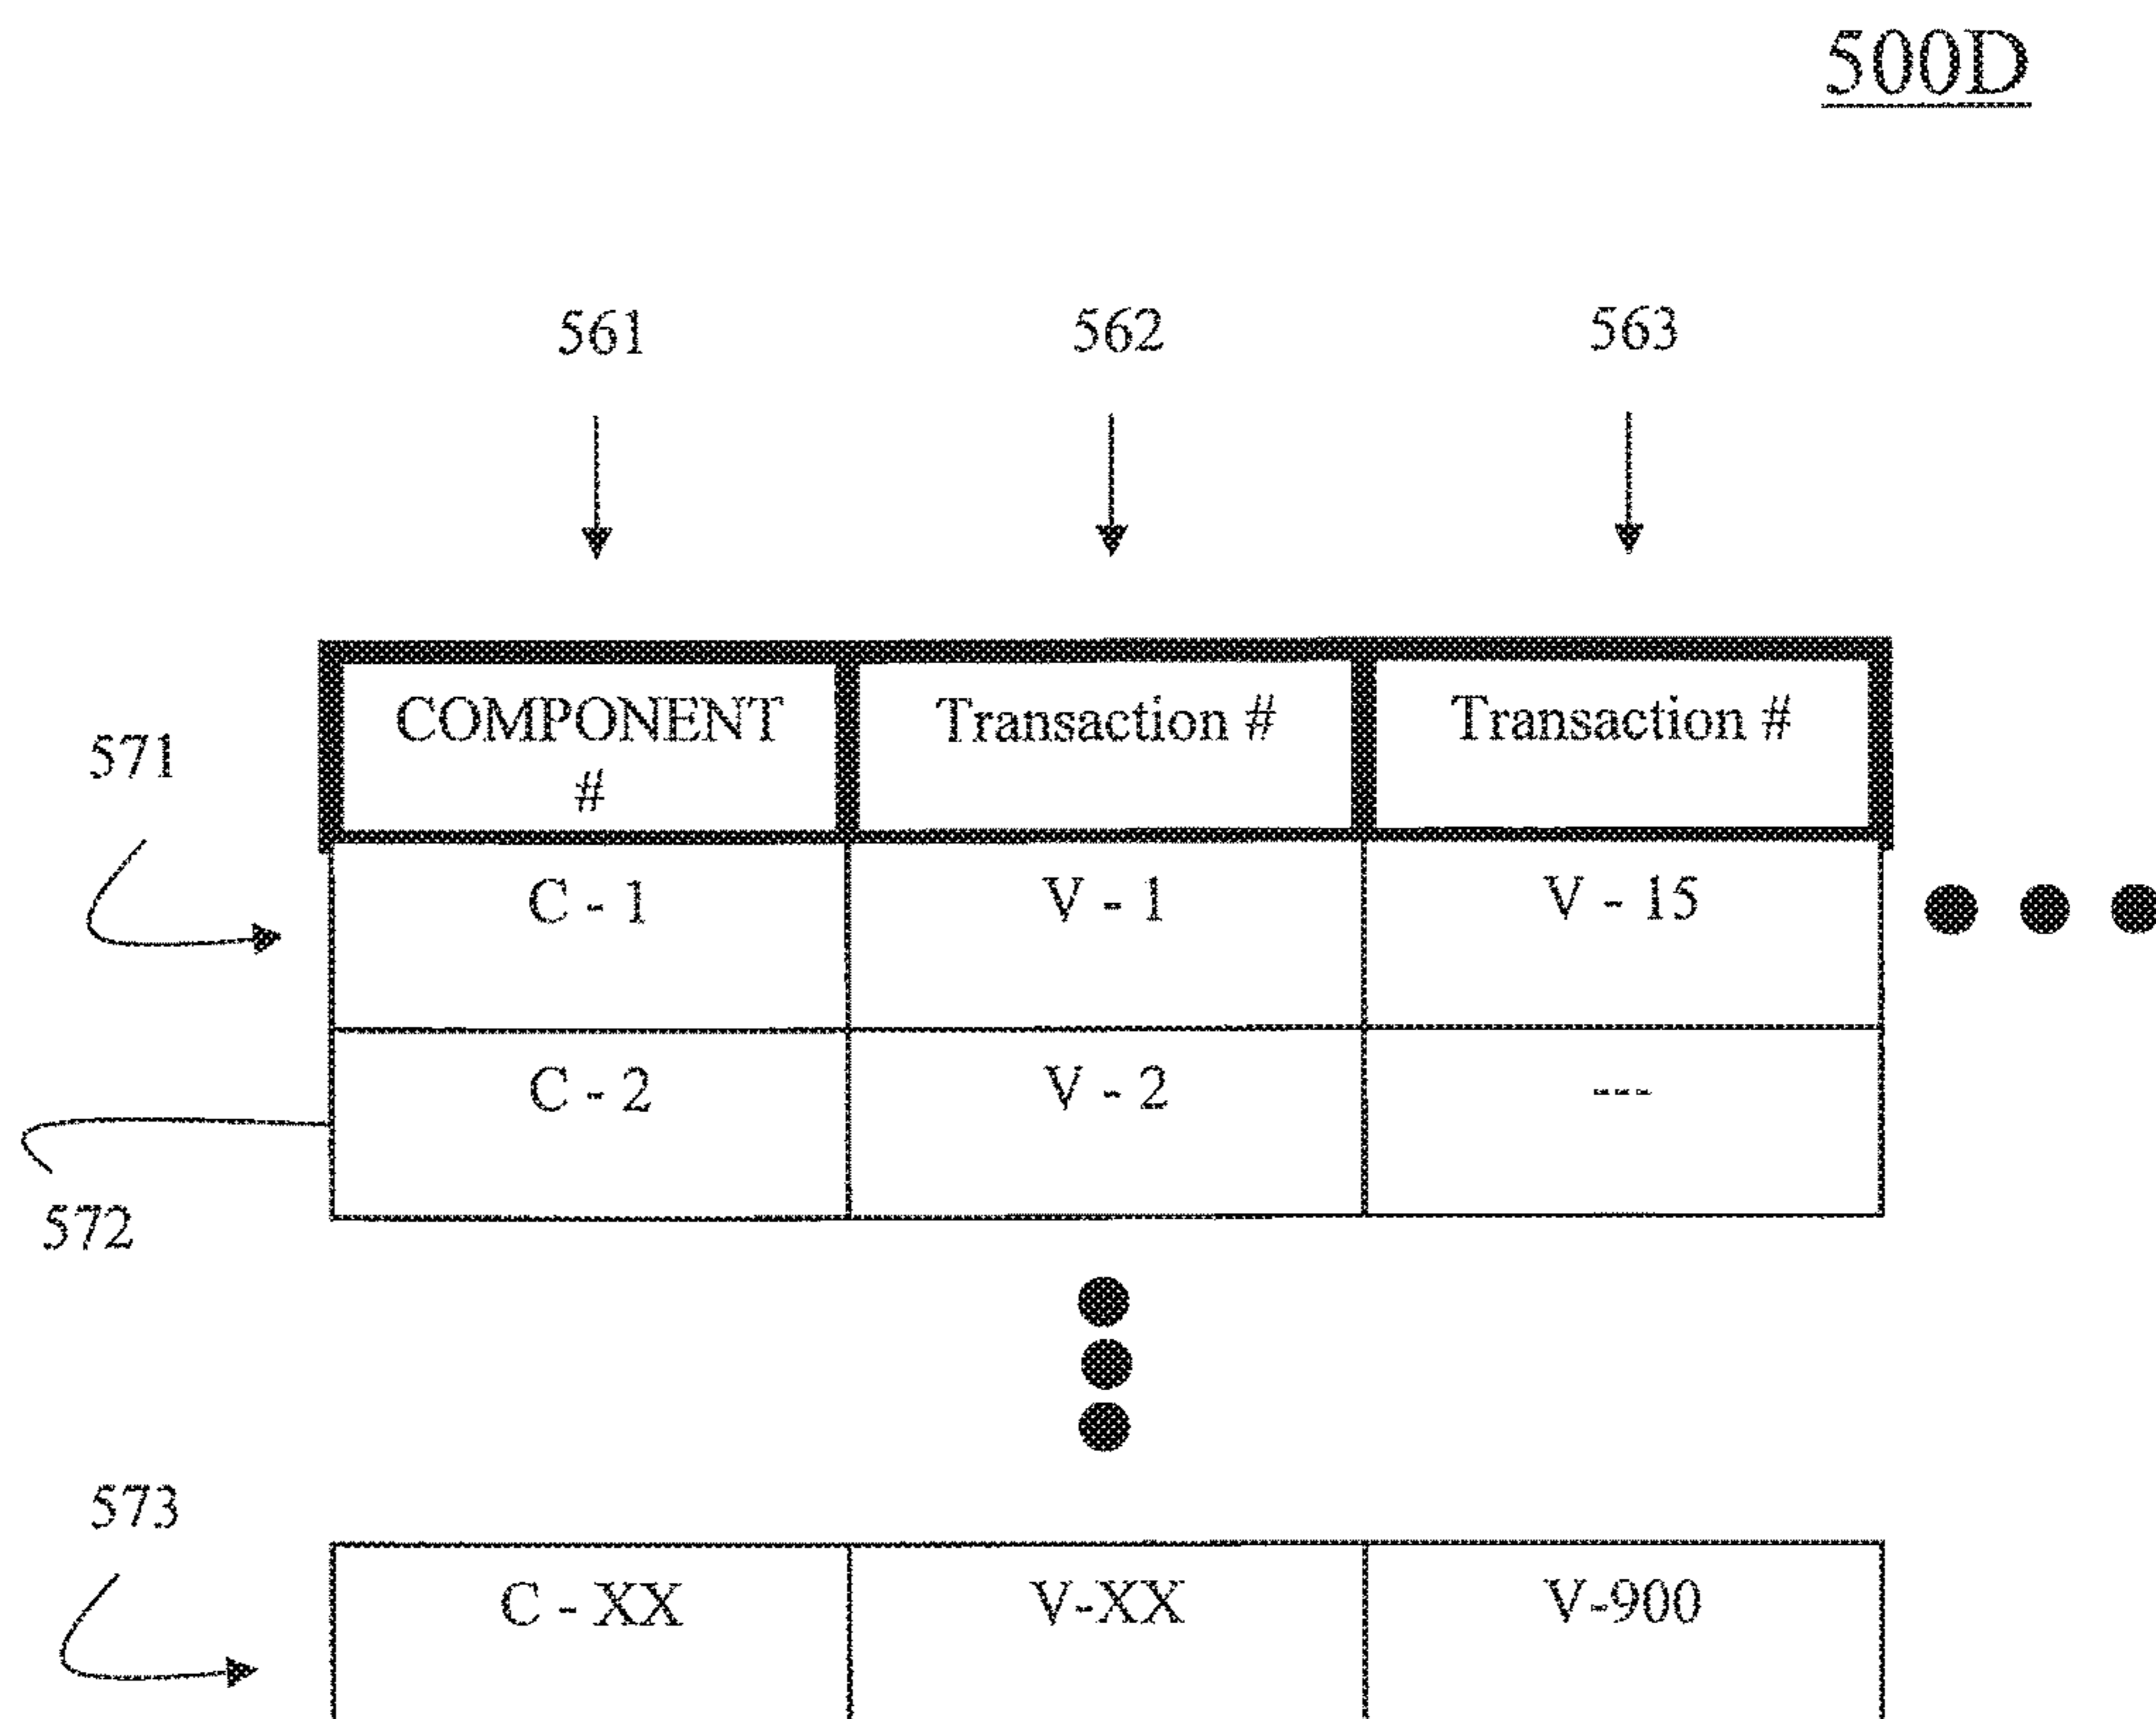 500D
561 562 563
COMPONENT # Transaction # Transaction #
571
C - 1 V - 1 V - 15
C - 2 V - 2 ---
572
573
C - XX V-XX V-900